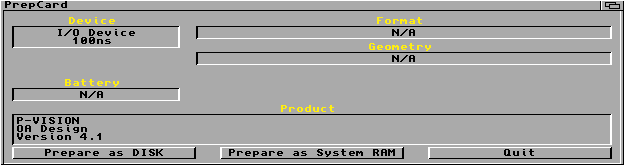 PrepCard
Device
Format
I/O Device
100ns
N/A
Geometry
N/A
Battery
N/A
Product
P-VISION
OA Design
Version 4.1
Prepare as DISK
Prepare as System RAM
Quit